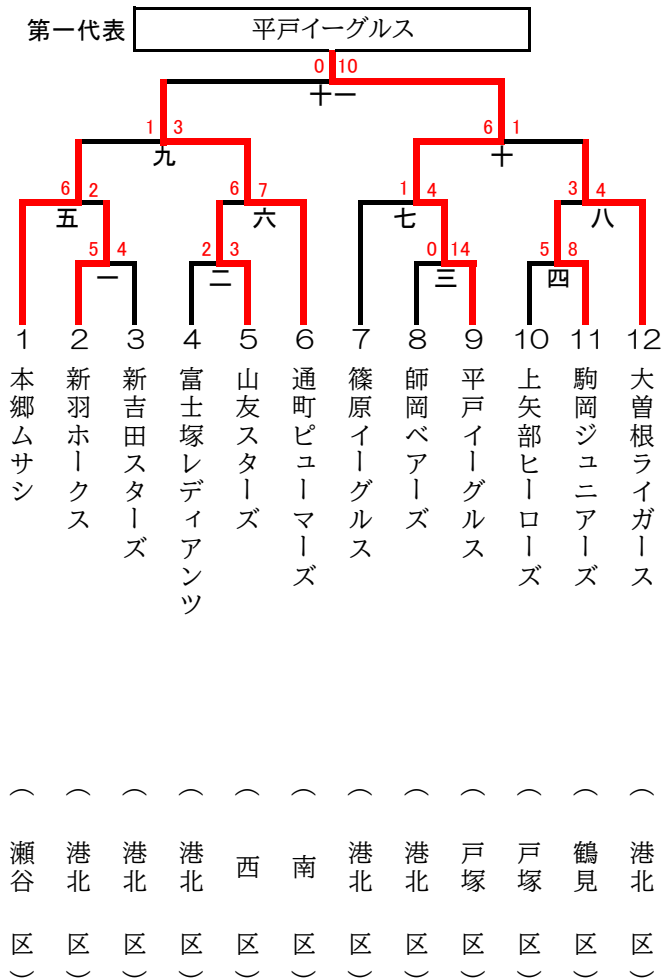 第一代表
平戸イーグルス
0 10
十一
1 3
九
6 1
十
6 2
五
6 7
六
1 4
七
3 4
八
5 4
一
2 3
二
0 14
三
5 8
四
1 2 3 4 5 6 7 8 9 10 11 12
本郷ムサシ
新羽ホークス
新吉田スターズ
富士塚レディアンツ
山友スターズ
通町ピューマーズ
篠原イーグルス
師岡ベアーズ
平戸イーグルス
上矢部ヒーローズ
駒岡ジュニアーズ
大曽根ライガース
（瀬谷区）
（港北区）
（港北区）
（港北区）
（西区）
（南区）
（港北区）
（港北区）
（戸塚区）
（戸塚区）
（鶴見区）
（港北区）